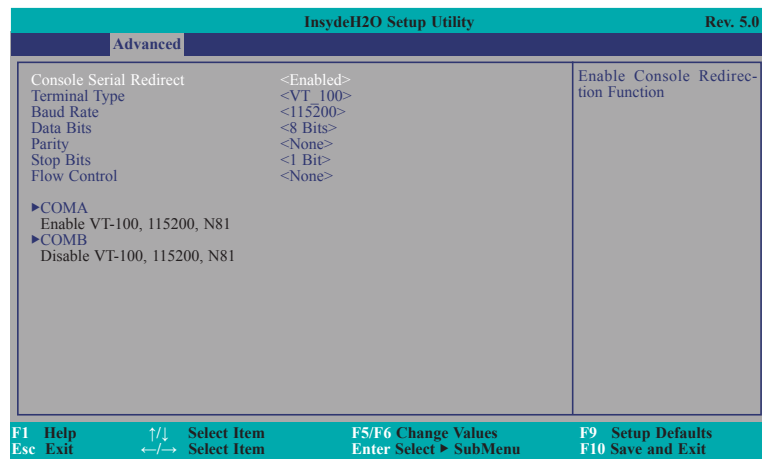 InsydeH2O Setup Utility Rev. 5.0
Advanced
Console Serial Redirect <Enabled>
Terminal Type <VT_100>
Baud Rate <115200>
Data Bits <8 Bits>
Parity <None>
Stop Bits <1 Bit>
Flow Control <None>
►COMA
Enable VT-100, 115200, N81
►COMB
Disable VT-100, 115200, N81
Enable Console Redirec-
tion Function
F1 Help ↑/↓ Select Item F5/F6 Change Values F9 Setup Defaults
Esc Exit ←/→ Select Item Enter Select ► SubMenu F10 Save and Exit